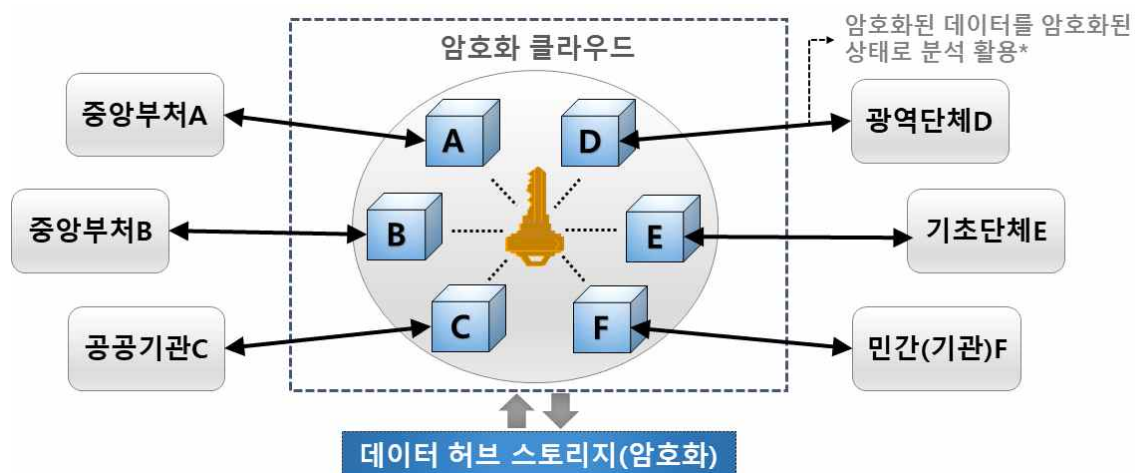 암호화 클라우드
암호화된 데이터를 암호화된
상태로 분석 활용*
중앙부처A
A
D
광역단체D
중앙부처B
B
E
기초단체E
공공기관C
C
F
민간(기관)F
데이터 허브 스토리지(암호화)